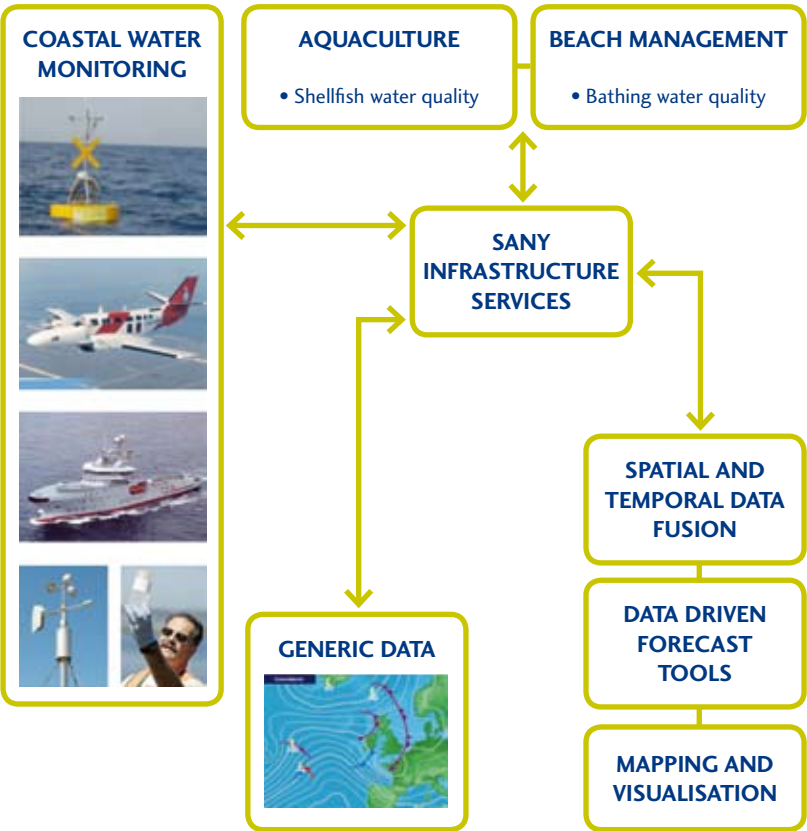 COASTAL WATER
MONITORING
AQUACULTURE
• Shellfish water quality
BEACH MANAGEMENT
• Bathing water quality
SANY
INFRASTRUCTURE
SERVICES
SPATIAL AND
TEMPORAL DATA
FUSION
DATA DRIVEN
FORECAST
TOOLS
MAPPING AND
VISUALISATION
GENERIC DATA